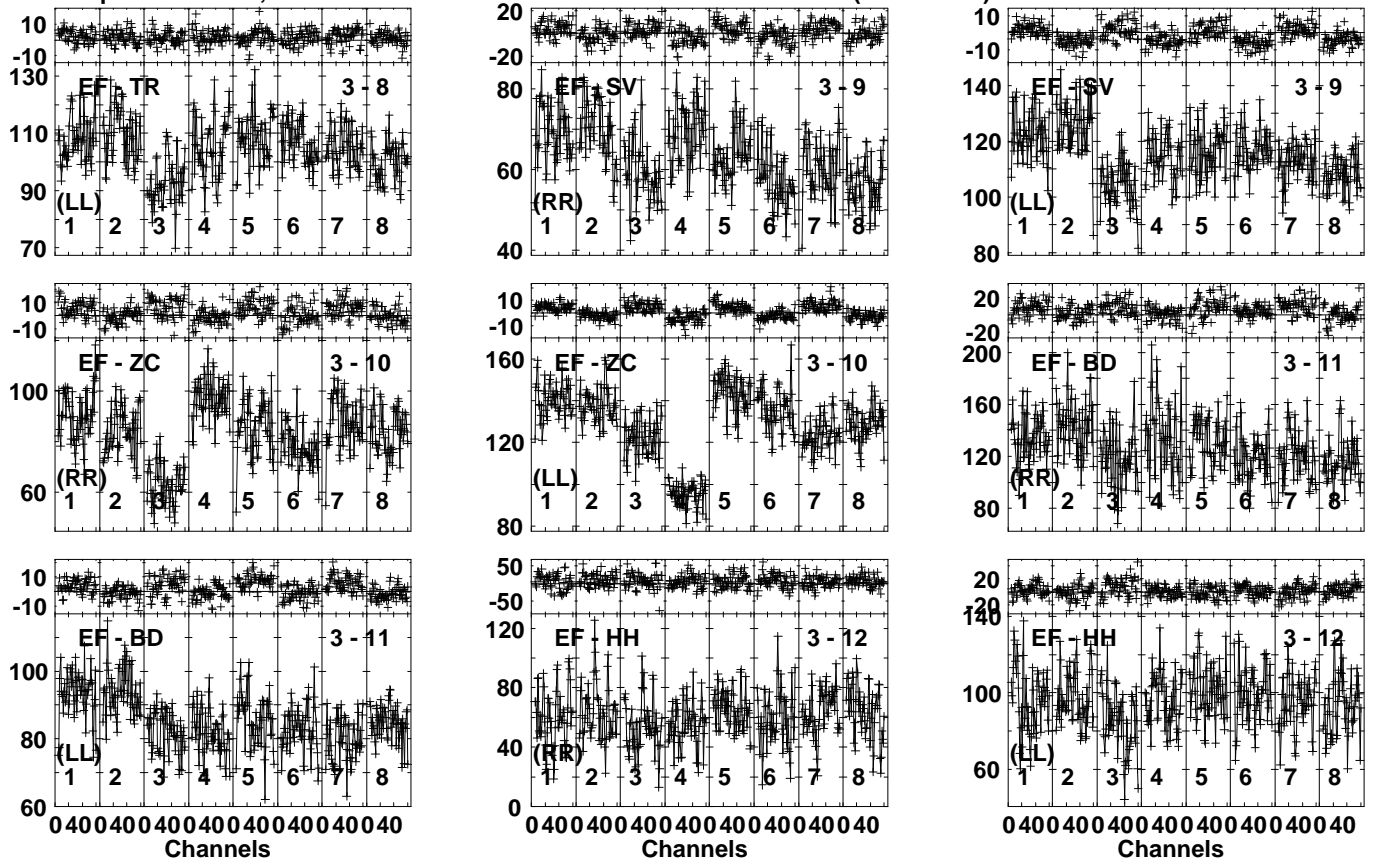 10 20 10
-10 -20 -10
130 EF - TR 3 - 8 80 EF - SV 3 - 9 140 EF - SV 3 - 9
110 120
90 60 100
(LL) (RR) (LL)
1 2 3 4 5 6 7 8 1 2 3 4 5 6 7 8 1 2 3 4 5 6 7 8
70 40 80
10 10 20
-10 -10 -20
EF - ZC 3 - 10 160 EF - ZC 3 - 10 200 EF - BD 3 - 11
100 160
120 120
60 (RR) (LL) (RR)
1 2 3 4 5 6 7 8 1 2 3 4 5 6 7 8 1 2 3 4 5 6 7 8
80 80
10 50 20
-10 -50 -20
EF - BD 3 - 11 120 EF - HH 3 - 12 140 EF - HH 3 - 12
100 80 100
80 (LL) 40 (RR) (LL)
1 2 3 4 5 6 7 8 1 2 3 4 5 6 7 8 60 1 2 3 4 5 6 7 8
60 0
0 40 0 40 0 40 0 40 0 40 0 40 0 40 0 40 0 40 0 40 0 40 0 40 0 40 0 40 0 40 0 40 0 40 0 40 0 40 0 40 0 40 0 40 0 40 0 40
Channels Channels Channels